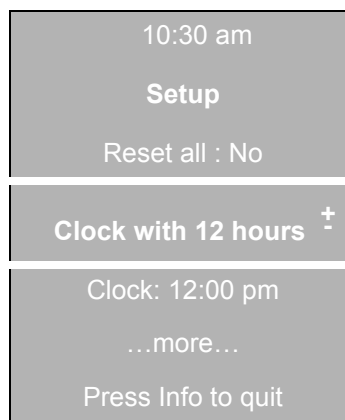 10:30 am
Setup
Reset all : No
Clock with 12 hours +
-
Clock: 12:00 pm
…more…
Press Info to quit